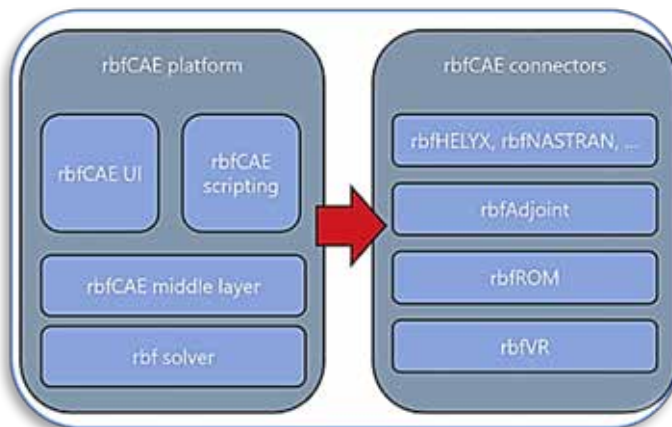 rbfCAE platform
rbfCAE UI
rbfCAE
scripting
rbfCAE middle layer
rbf solver
rbfCAE connectors
rbfHELYX, rbfNASTRAN, ...
rbfAdjoint
rbfROM
rbfVR